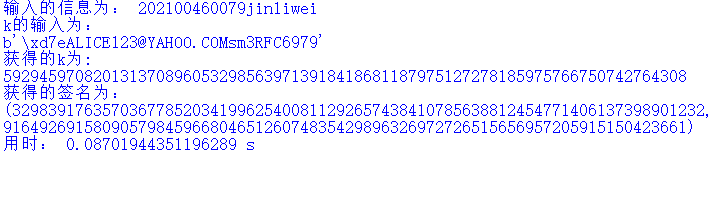 输入的信息为： 202100460079jinliwei
k的输入为：
b'\xd7eALICE123@YAHOO.COMsm3RFC6979'
获得的k为:
5929459708201313708960532985639713918418681187975127278185975766750742764308
获得的签名为：
(32983917635703677852034199625400811292657438410785638812454771406137398901232,
91649269158090579845966804651260748354298963269727265156569572059151504236​61)
用时： 0.08701944351196289 s